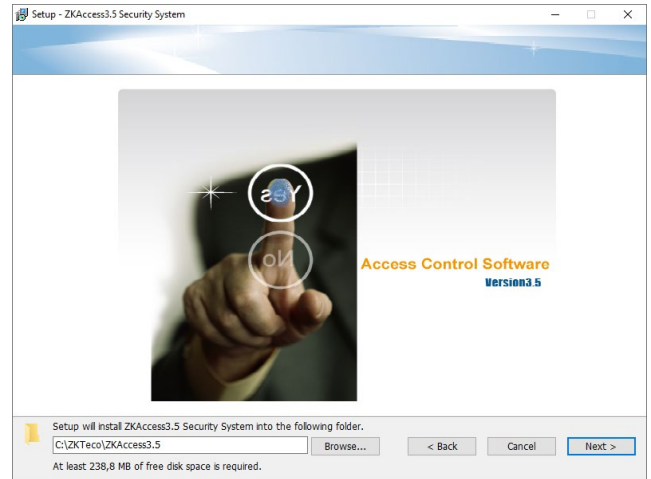 Setup - ZKAccess3.5 Security System
Yes
No
Access Control Software
Version3.5
Setup will install ZKAccess3.5 Security System into the following folder.
C:\ZKTeco\ZKAccess3.5
Browse...
< Back
Cancel
Next >
At least 238,8 MB of free disk space is required.